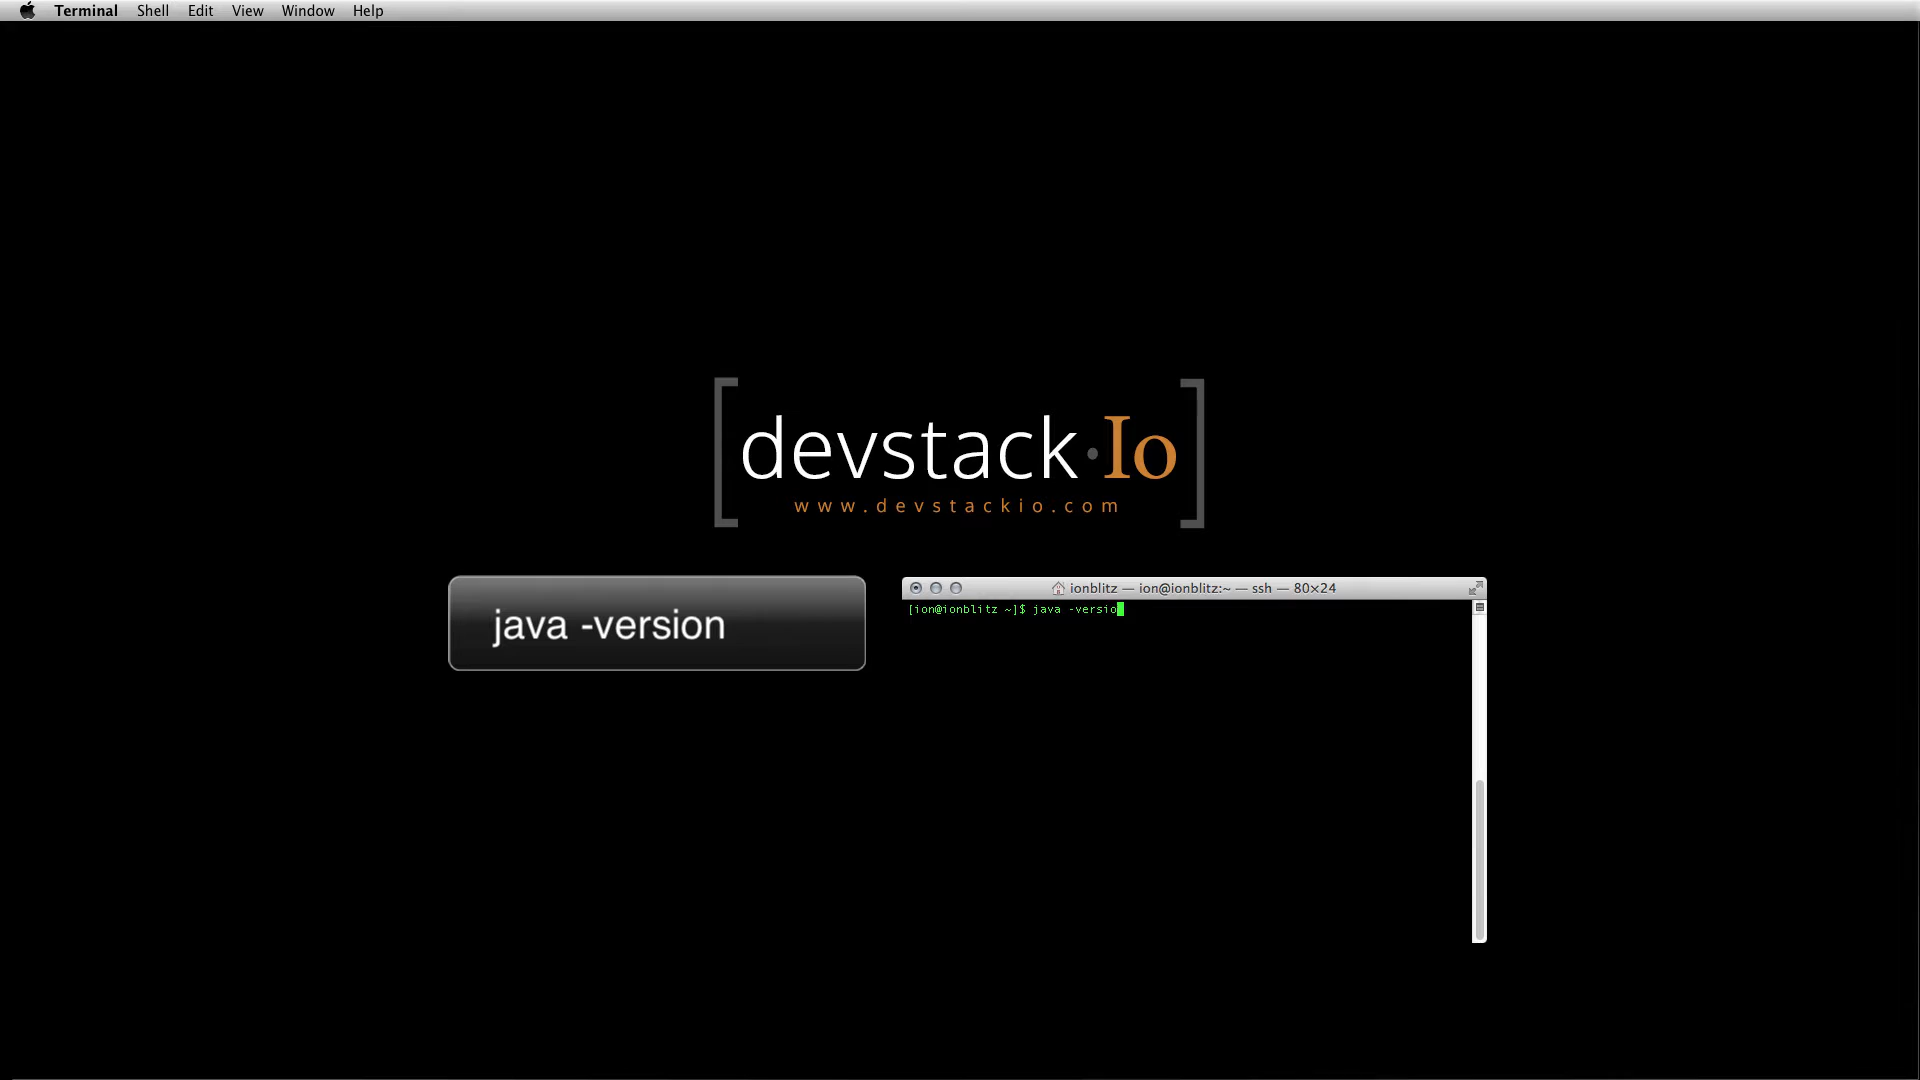 Terminal Shell Edit View Window Help
devstack·Io
www.devstackio.com
java -version
ionblitz — ion@ionblitz:~ — ssh — 80×24
[ion@ionblitz ~]$ java -versio